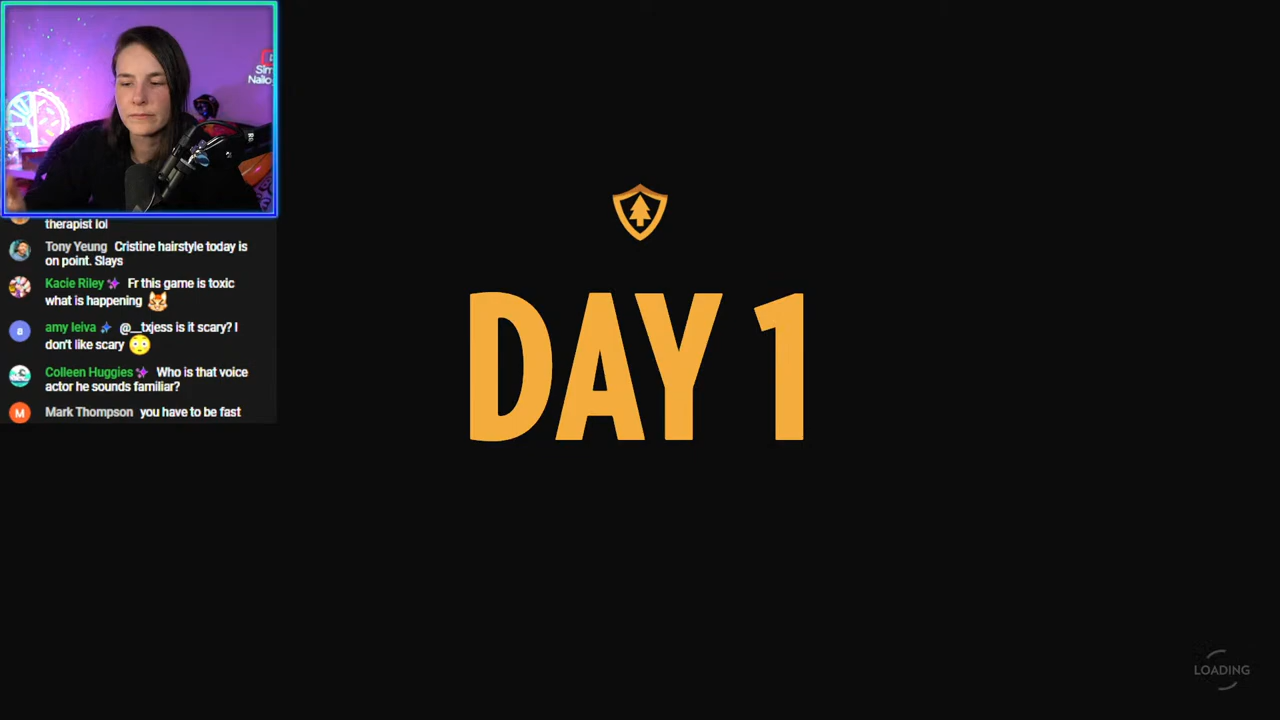 Sim
Nailo
therapist lol
Tony Yeung Cristine hairstyle today is
on point. Slays
Kacie Riley Fr this game is toxic
what is happening
a
amy leiva @__txjess is it scary? I
don't like scary
Colleen Huggies Who is that voice
actor he sounds familiar?
M
Mark Thompson you have to be fast
DAY 1
LOADING